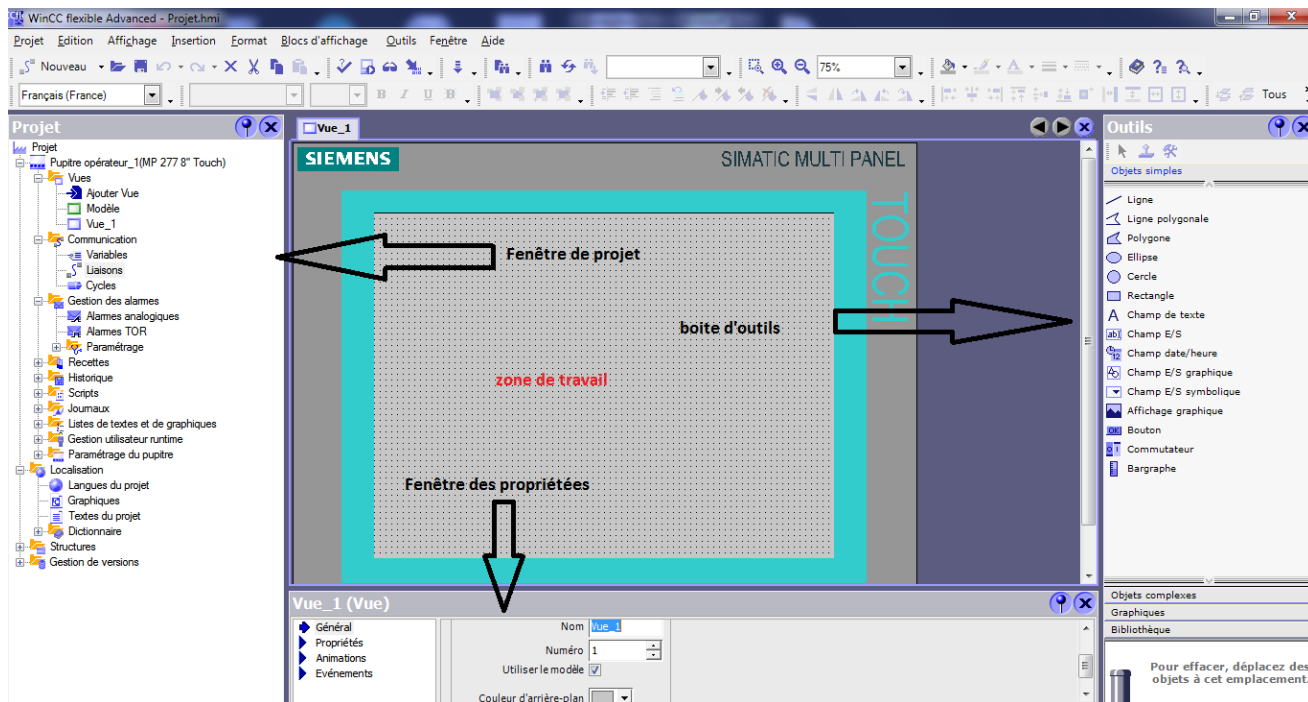 WinCC flexible Advanced - Projet.hmi
Projet Edition Affichage Insertion Format Blocs d'affichage Outils Fenêtre Aide
Nouveau 75%
Français (France) B I U B Tous
Projet
Projet
Pupitre opérateur_1(MP 277 8" Touch)
Vues
Ajouter Vue
Modèle
Vue_1
Communication
Variables
Liaisons
Cycles
Gestion des alarmes
Alarmes analogiques
Alarmes TOR
Paramétrage
Recettes
Historique
Scripts
Journaux
Listes de textes et de graphiques
Gestion utilisateur runtime
Paramétrage du pupitre
Localisation
Langues du projet
Graphiques
Textes du projet
Dictionnaire
Structures
Gestion de versions
Vue_1
SIEMENS SIMATIC MULTI PANEL
TOUCH
Fenêtre de projet
boite d'outils
zone de travail
Fenêtre des propriétées
Vue_1 (Vue)
Général
Propriétés
Animations
Evénements
Nom Vue_1
Numéro 1
Utiliser le modèle
Couleur d'arrière-plan
Outils
Objets simples
Ligne
Ligne polygonale
Polygone
Ellipse
Cercle
Rectangle
Champ de texte
Champ E/S
Champ date/heure
Champ E/S graphique
Champ E/S symbolique
Affichage graphique
Bouton
Commutateur
Bargraphe
Objets complexes
Graphiques
Bibliothèque
Pour effacer, déplacez des
objets à cet emplacement.